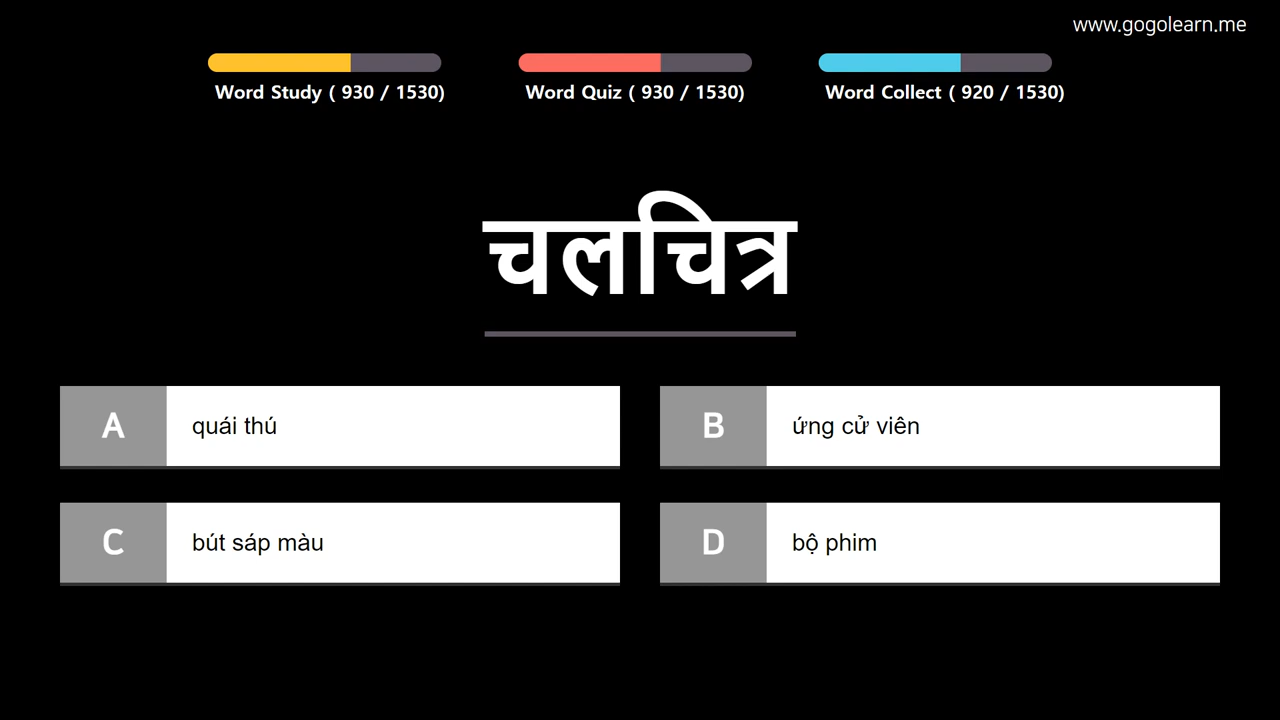 www.gogolearn.me
Word Study ( 930 / 1530)
Word Quiz ( 930 / 1530)
Word Collect ( 920 / 1530)
चलचित्र
A quái thú
B ứng cử viên
C bút sáp màu
D bộ phim